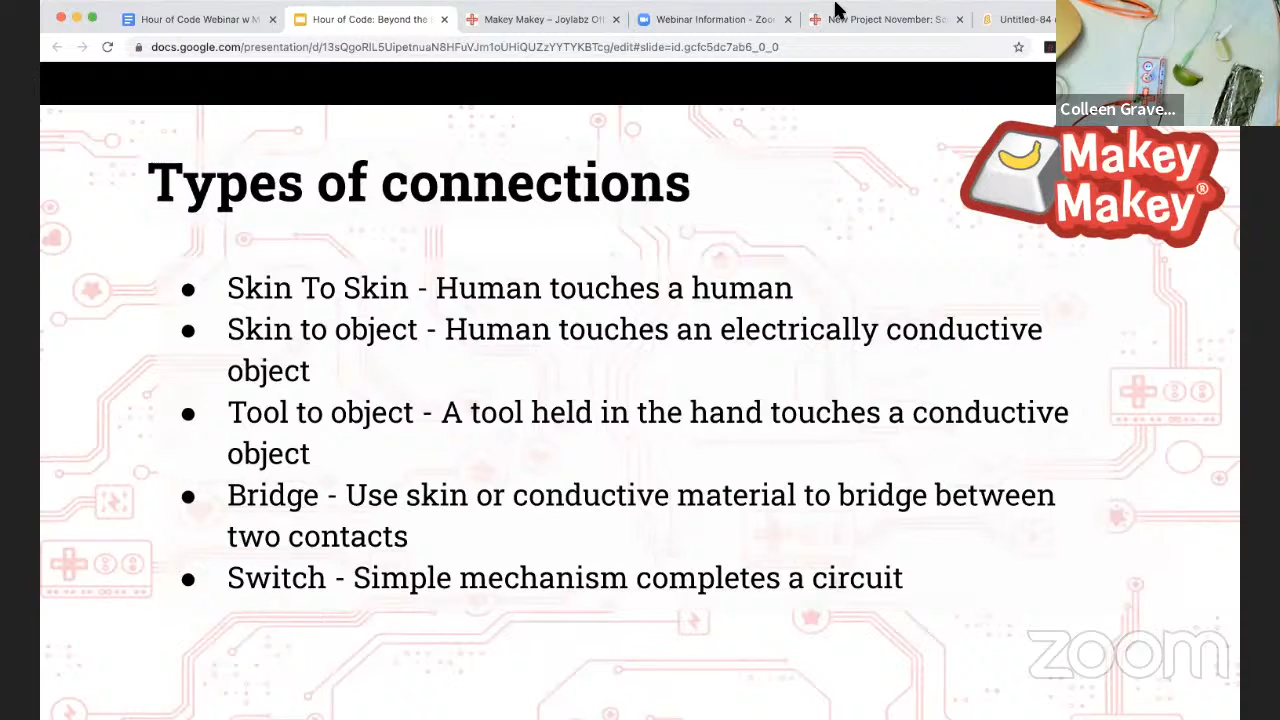 Hour of Code Webinar w M
Hour of Code: Beyond the
Makey Makey – Joylabz Of
Webinar Information - Zoo
New Project November: Sc
Untitled-84
docs.google.com/presentation/d/13sQgoRIL5UipetnuaN8HFuVJm1oUHiQUZzYYTYKBTcg/edit#slide=id.gcfc5dc7ab6_0_0
Colleen Grave...
Makey
Makey®
Types of connections
● Skin To Skin - Human touches a human
● Skin to object - Human touches an electrically conductive
object
● Tool to object - A tool held in the hand touches a conductive
object
● Bridge - Use skin or conductive material to bridge between
two contacts
● Switch - Simple mechanism completes a circuit
zoom